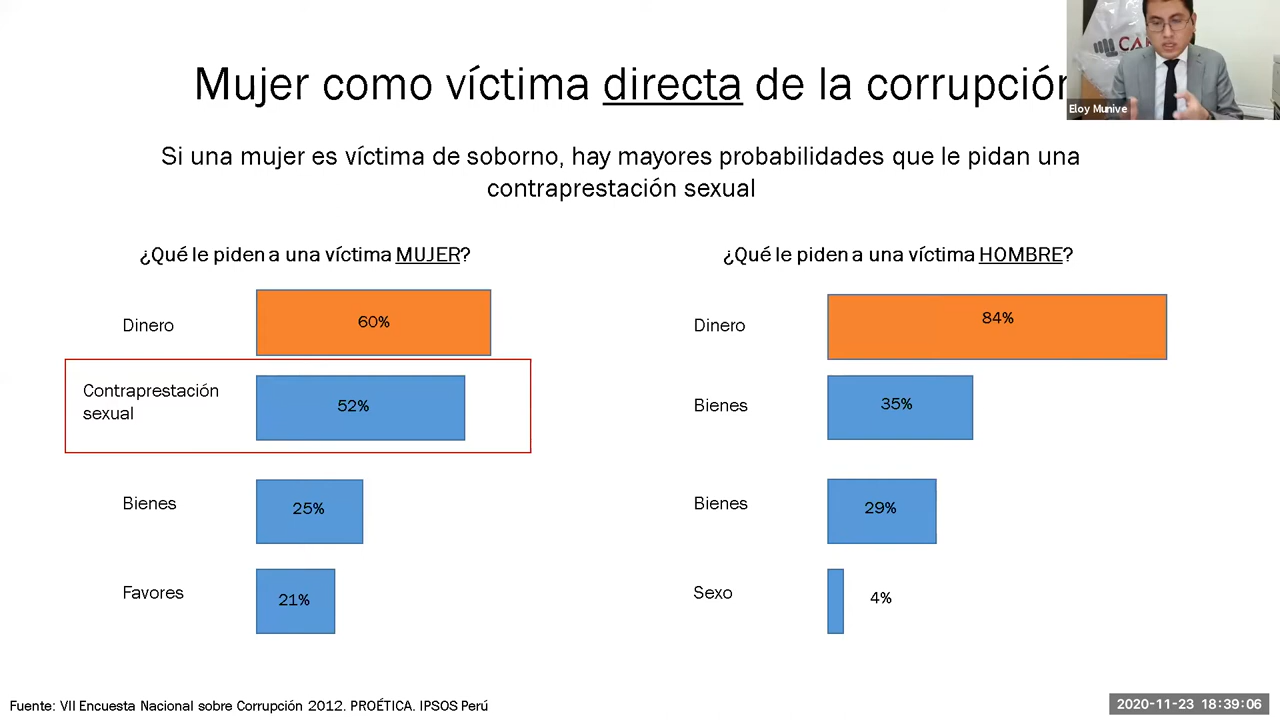 Mujer como víctima directa de la corrupción
Eloy Munive
Si una mujer es víctima de soborno, hay mayores probabilidades que le pidan una
contraprestación sexual
¿Qué le piden a una víctima MUJER?
Dinero
60%
Contraprestación
sexual
52%
Bienes
25%
Favores
21%
¿Qué le piden a una víctima HOMBRE?
Dinero
84%
Bienes
35%
Bienes
29%
Sexo
4%
Fuente: VII Encuesta Nacional sobre Corrupción 2012. PROÉTICA. IPSOS Perú
2020-11-23 18:39:06